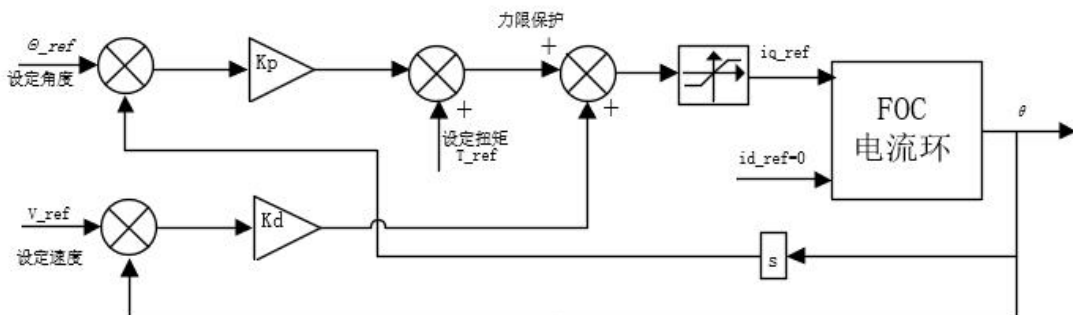 力限保护
Θ_ref
设定角度
Kp
+
+
+
+
设定扭矩
T_ref
iq_ref
FOC
电流环
θ
id_ref=0
V_ref
设定速度
Kd
s